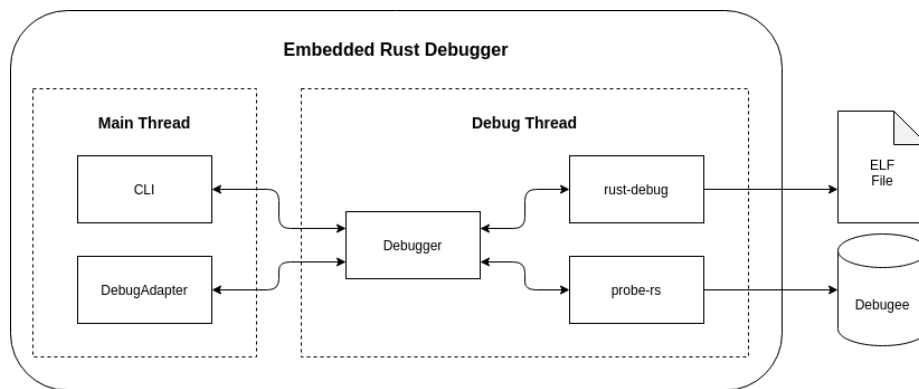 Embedded Rust Debugger
Main Thread
Debug Thread
CLI
rust-debug
ELF
File
Debugger
DebugAdapter
probe-rs
Debugee